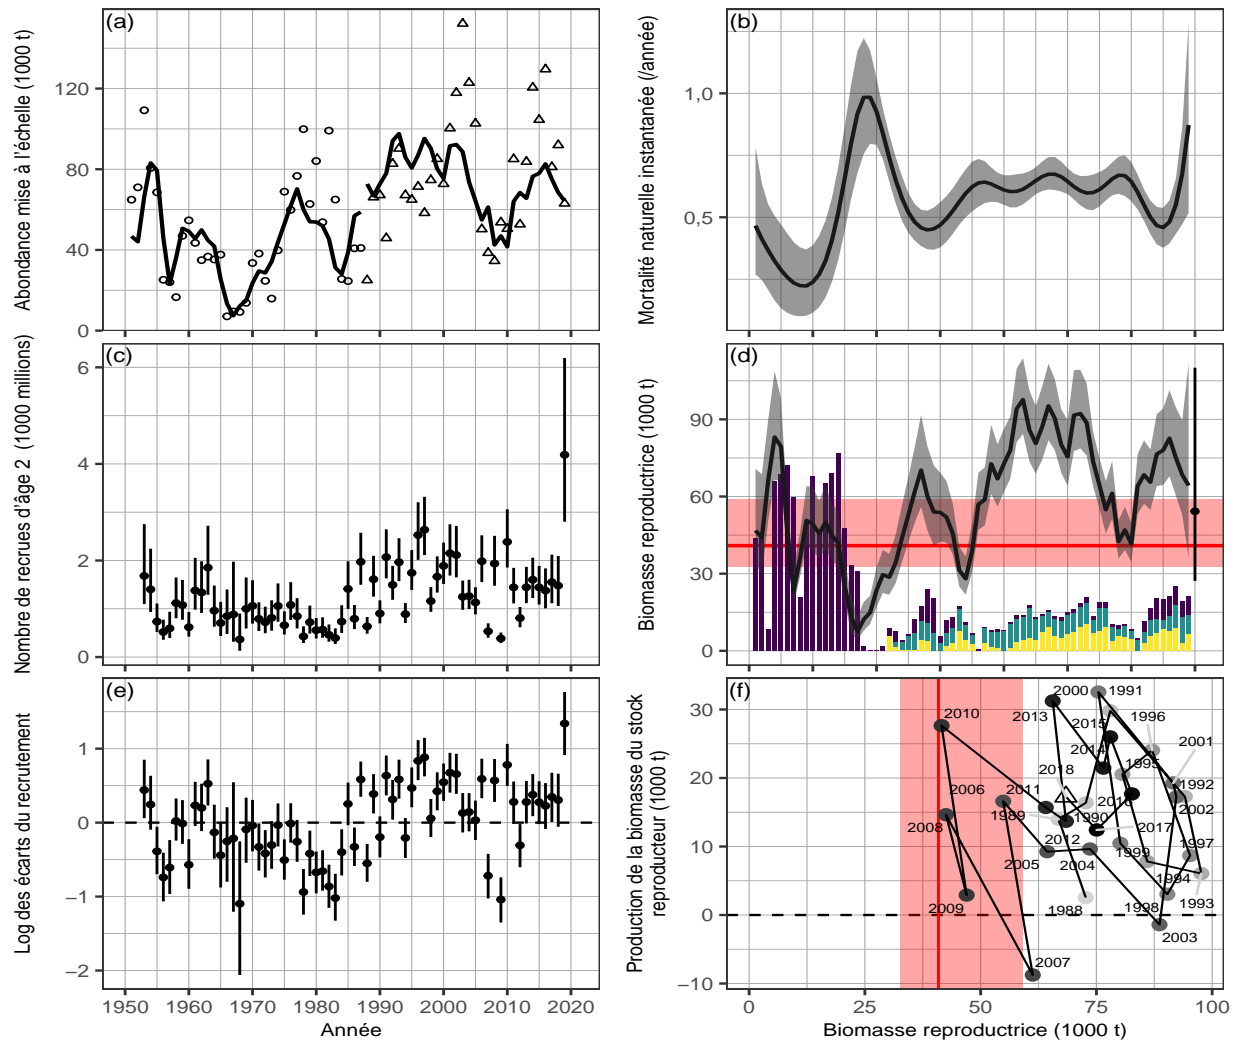 (a)
Abondance mise à l'échelle (1000 t)
120
80
40
0
(b)
Mortalité naturelle instantanée (/année)
1,0
0,5
(c)
Nombre de recrues d'âge 2 (1000 millions)
6
4
2
0
(d)
Biomasse reproductrice (1000 t)
90
60
30
0
(e)
Log des écarts du recrutement
1
0
−1
−2
1950 1960 1970 1980 1990 2000 2010 2020
Année
(f)
Production de la biomasse du stock
reproducteur (1000 t)
30
20
10
0
−10
2000 1991
2010 2013 2015 1996
2014 2001
2018 1995
2006 2011 1992
2008 1989 1990 2016 2002
2012 2017
2005 2004 1999 1997
1994
2009 1988 1998 1993
2003
2007
0 25 50 75 100
Biomasse reproductrice (1000 t)